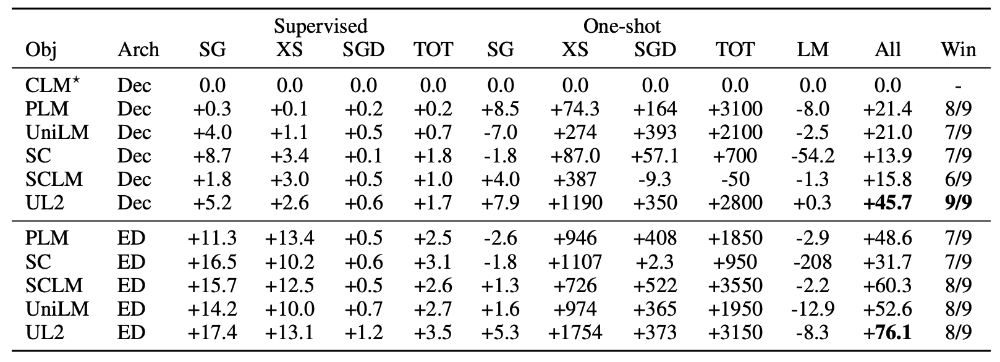 Supervised One-shot
Obj Arch SG XS SGD TOT SG XS SGD TOT LM All Win
CLM* Dec 0.0 0.0 0.0 0.0 0.0 0.0 0.0 0.0 0.0 0.0 -
PLM Dec +0.3 +0.1 +0.2 +0.2 +8.5 +74.3 +164 +3100 -8.0 +21.4 8/9
UniLM Dec +4.0 +1.1 +0.5 +0.7 -7.0 +274 +393 +2100 -2.5 +21.0 7/9
SC Dec +8.7 +3.4 +0.1 +1.8 -1.8 +87.0 +57.1 +700 -54.2 +13.9 7/9
SCLM Dec +1.8 +3.0 +0.5 +1.0 +4.0 +387 -9.3 -50 -1.3 +15.8 6/9
UL2 Dec +5.2 +2.6 +0.6 +1.7 +7.9 +1190 +350 +2800 +0.3 +45.7 9/9
PLM ED +11.3 +13.4 +0.5 +2.5 -2.6 +946 +408 +1850 -2.9 +48.6 7/9
SC ED +16.5 +10.2 +0.6 +3.1 -1.8 +1107 +2.3 +950 -208 +31.7 7/9
SCLM ED +15.7 +12.5 +0.5 +2.6 +1.3 +726 +522 +3550 -2.2 +60.3 8/9
UniLM ED +14.2 +10.0 +0.7 +2.7 +1.6 +974 +365 +1950 -12.9 +52.6 8/9
UL2 ED +17.4 +13.1 +1.2 +3.5 +5.3 +1754 +373 +3150 -8.3 +76.1 8/9